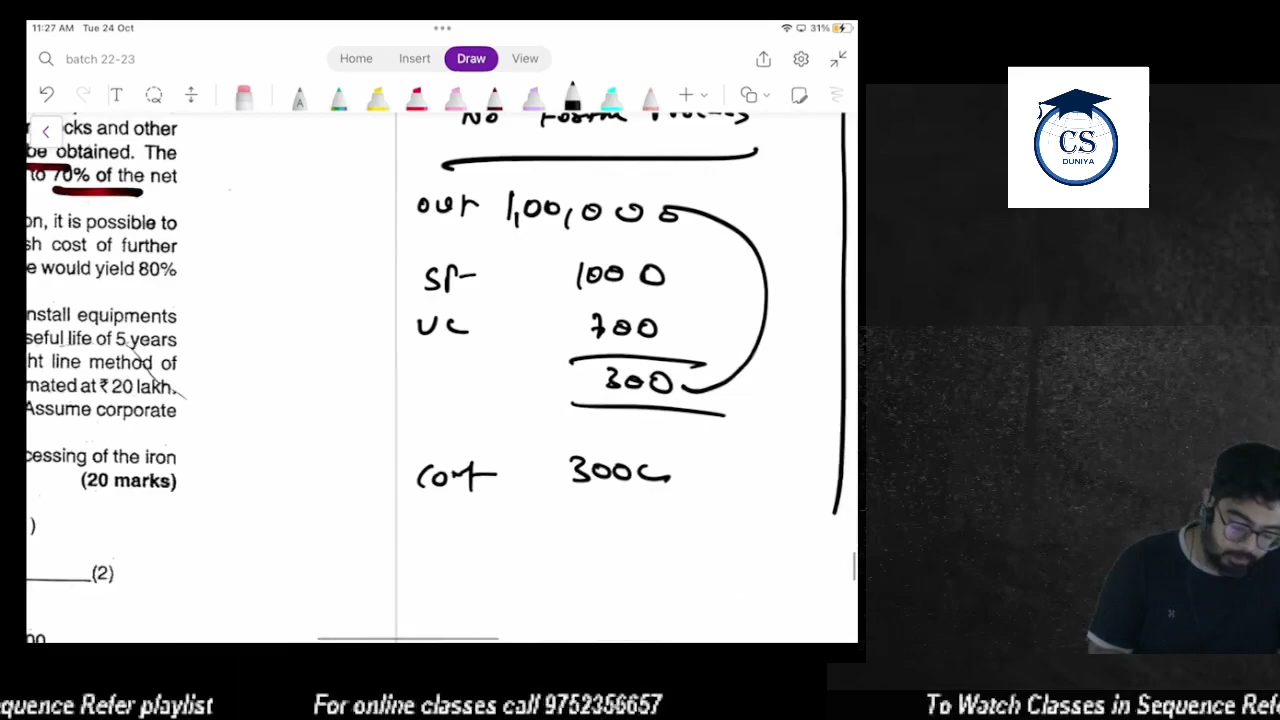 11:27 AM Tue 24 Oct
31%
batch 22-23
Home Insert Draw View
ocks and other
be obtained. The
to 70% of the net
on, it is possible to
sh cost of further
e would yield 80%
nstall equipments
seful life of 5 years
ht line method of
mated at ₹ 20 lakh.
Assume corporate
cessing of the iron
(20 marks)
)
(2)
00
No
out 1,00,000
SP 1000
VC 700
300
Cont 3000
CS
DUNIYA
quence Refer playlist
For online classes call 9752356657
To Watch Classes in Sequence Refe